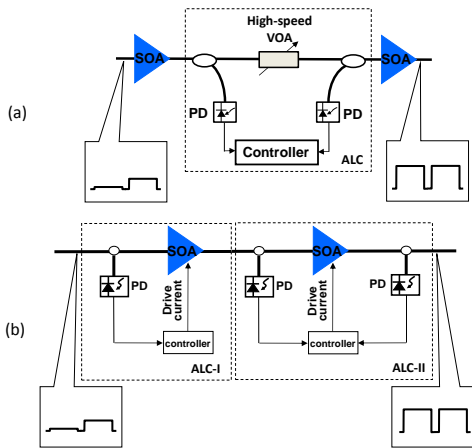 High-speed
VOA
SOA
SOA
(a)
PD
PD
Controller
ALC
SOA
SOA
PD
Drive
current
PD
Drive
current
PD
(b)
controller
controller
ALC-I
ALC-II